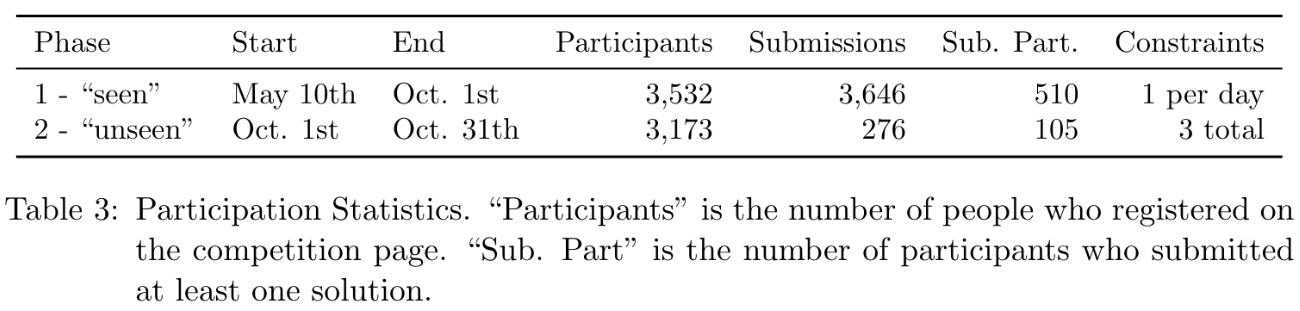 Phase Start End Participants Submissions Sub. Part. Constraints
1 - “seen” May 10th Oct. 1st 3,532 3,646 510 1 per day
2 - “unseen” Oct. 1st Oct. 31th 3,173 276 105 3 total
Table 3: Participation Statistics. “Participants” is the number of people who registered on
the competition page. “Sub. Part” is the number of participants who submitted
at least one solution.